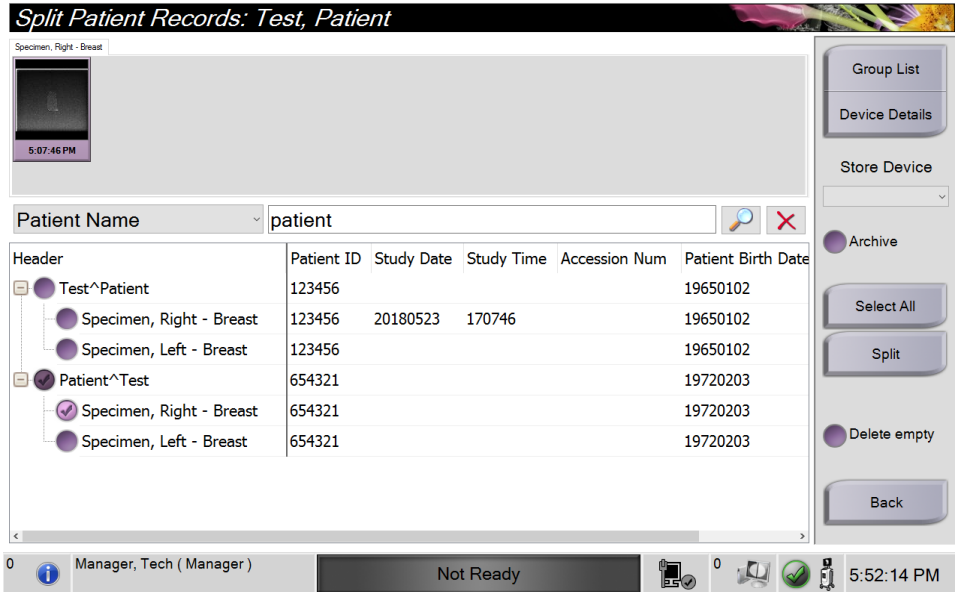 Split Patient Records: Test, Patient
Specimen, Right - Breast
5:07:46 PM
Group List
Device Details
Store Device
Archive
Patient Name patient
Header Patient ID Study Date Study Time Accession Num Patient Birth Date
Test^Patient 123456 19650102
Specimen, Right - Breast 123456 20180523 170746 19650102
Specimen, Left - Breast 123456 19650102
Patient^Test 654321 19720203
Specimen, Right - Breast 654321 19720203
Specimen, Left - Breast 654321 19720203
Select All
Split
Delete empty
Back
0 Manager, Tech ( Manager ) Not Ready 0 5:52:14 PM